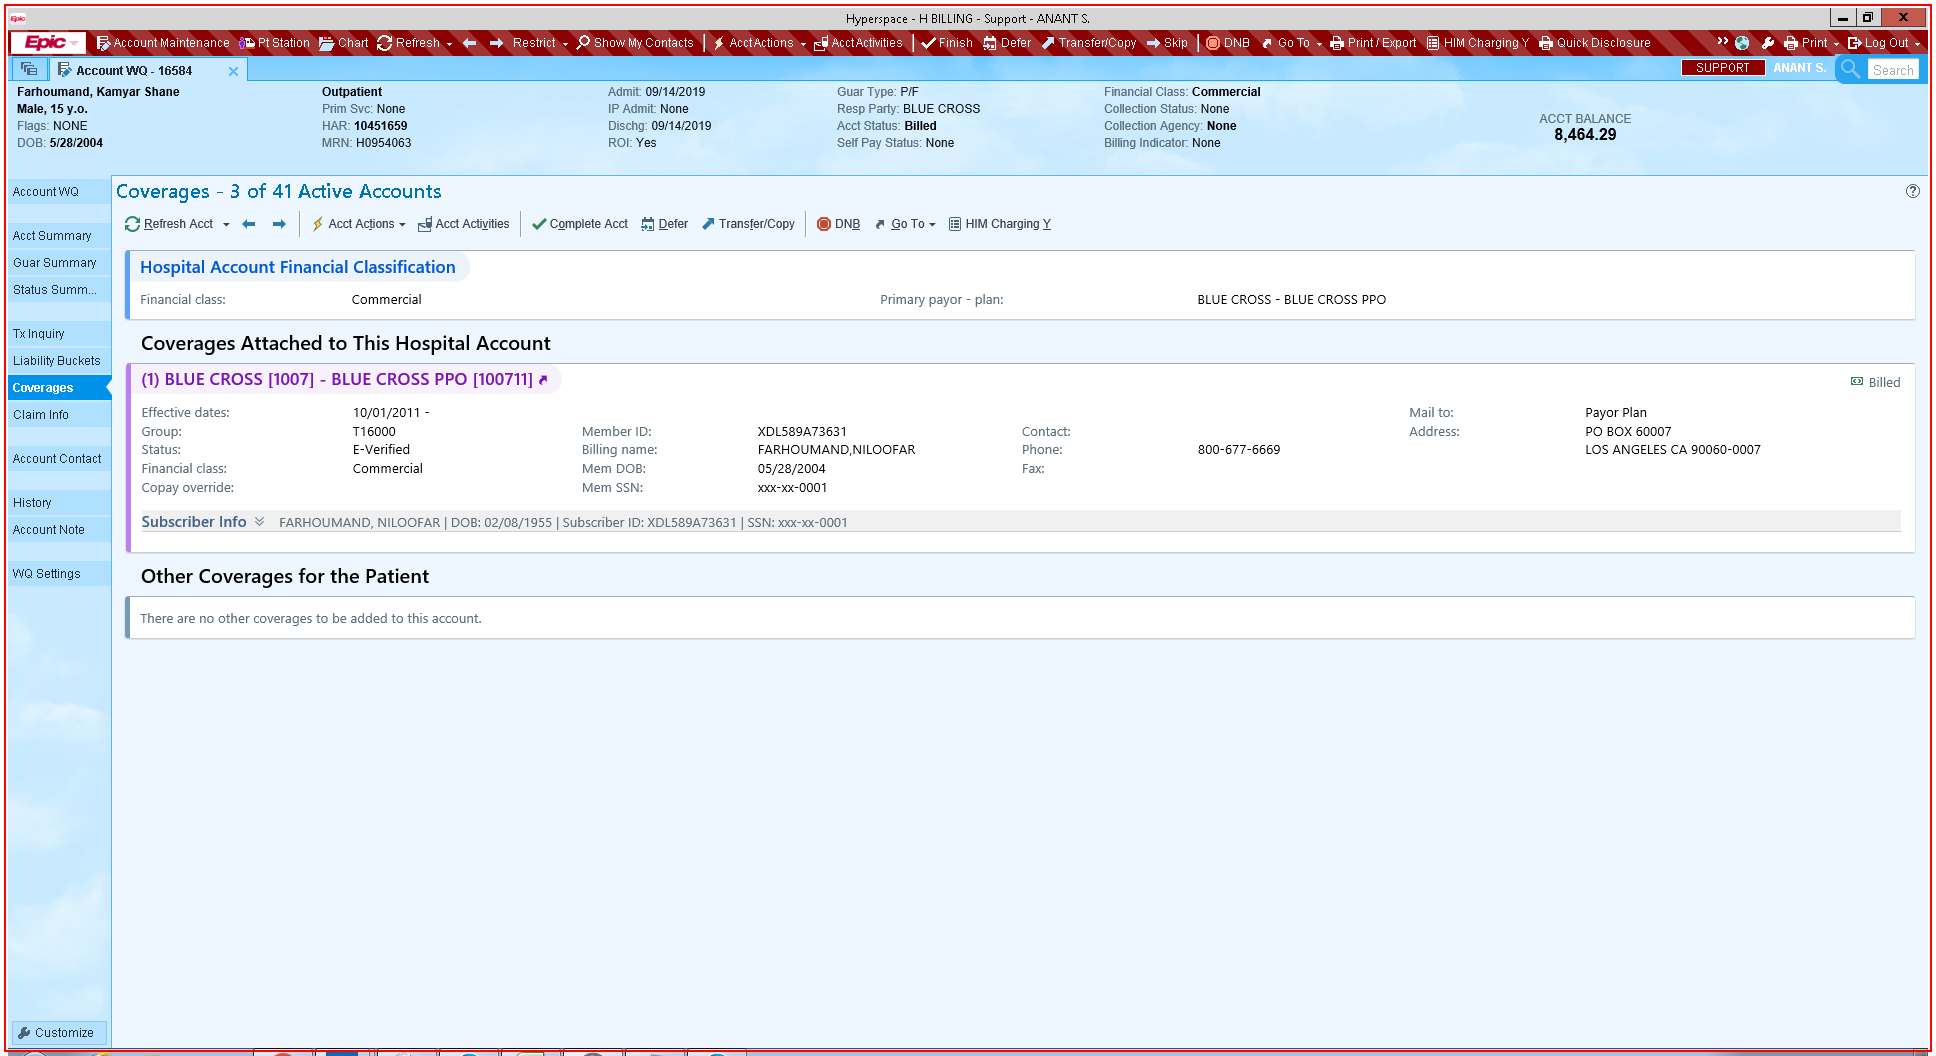 Epic
Hyperspace - H BILLING - Support - ANANT S.
Epic
Account Maintenance Pt Station Chart Refresh Restrict Show My Contacts Acct Actions Acct Activities Finish Defer Transfer/Copy Skip DNB Go To Print / Export HIM Charging Y Quick Disclosure Print Log Out
Account WQ - 16584
SUPPORT ANANT S. Search
Farhoumand, Kamyar Shane
Male, 15 y.o.
Flags: NONE
DOB: 5/28/2004
Outpatient
Prim Svc: None
HAR: 10451659
MRN: H0954063
Admit: 09/14/2019
IP Admit: None
Dischg: 09/14/2019
ROI: Yes
Guar Type: P/F
Resp Party: BLUE CROSS
Acct Status: Billed
Self Pay Status: None
Financial Class: Commercial
Collection Status: None
Collection Agency: None
Billing Indicator: None
ACCT BALANCE
8,464.29
Account WQ
Acct Summary
Guar Summary
Status Summ...
Tx Inquiry
Liability Buckets
Coverages
Claim Info
Account Contact
History
Account Note
WQ Settings
Customize
Coverages - 3 of 41 Active Accounts
Refresh Acct Acct Actions Acct Activities Complete Acct Defer Transfer/Copy DNB Go To HIM Charging Y
Hospital Account Financial Classification
Financial class: Commercial Primary payor - plan: BLUE CROSS - BLUE CROSS PPO
Coverages Attached to This Hospital Account
(1) BLUE CROSS [1007] - BLUE CROSS PPO [100711]
Billed
Effective dates: 10/01/2011 - Mail to: Payor Plan
Group: T16000 Member ID: XDL589A73631 Contact: Address: PO BOX 60007
Status: E-Verified Billing name: FARHOUMAND,NILOOFAR Phone: 800-677-6669 LOS ANGELES CA 90060-0007
Financial class: Commercial Mem DOB: 05/28/2004 Fax:
Copay override: Mem SSN: xxx-xx-0001
Subscriber Info FARHOUMAND, NILOOFAR | DOB: 02/08/1955 | Subscriber ID: XDL589A73631 | SSN: xxx-xx-0001
Other Coverages for the Patient
There are no other coverages to be added to this account.